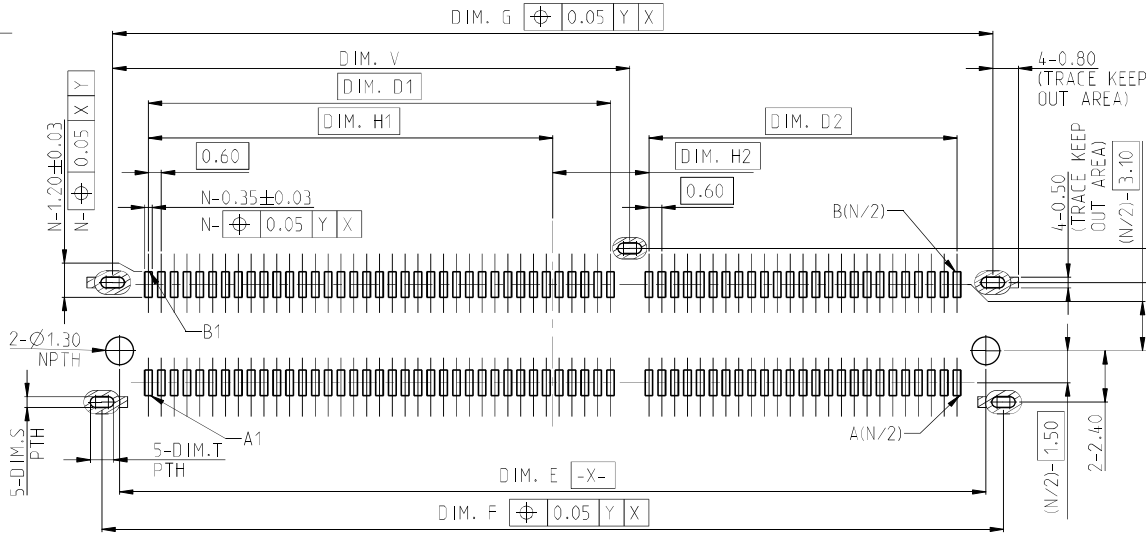 DIM. G ⌖ 0.05 Y X
DIM. V
4-0.80
(TRACE KEEP
OUT AREA)
DIM. D1
DIM. H1
DIM. D2
N-1.20±0.03
N-⌖ 0.05 X Y
0.60
DIM. H2
0.60
N-0.35±0.03
N-⌖ 0.05 Y X
B(N/2)
4-0.50
(TRACE KEEP
OUT AREA)
(N/2)-3.10
B1
2-Ø1.30
NPTH
A1
A(N/2)
5-DIM.S
PTH
5-DIM.T
PTH
(N/2)-1.50
2-2.40
DIM. E -X-
DIM. F ⌖ 0.05 Y X